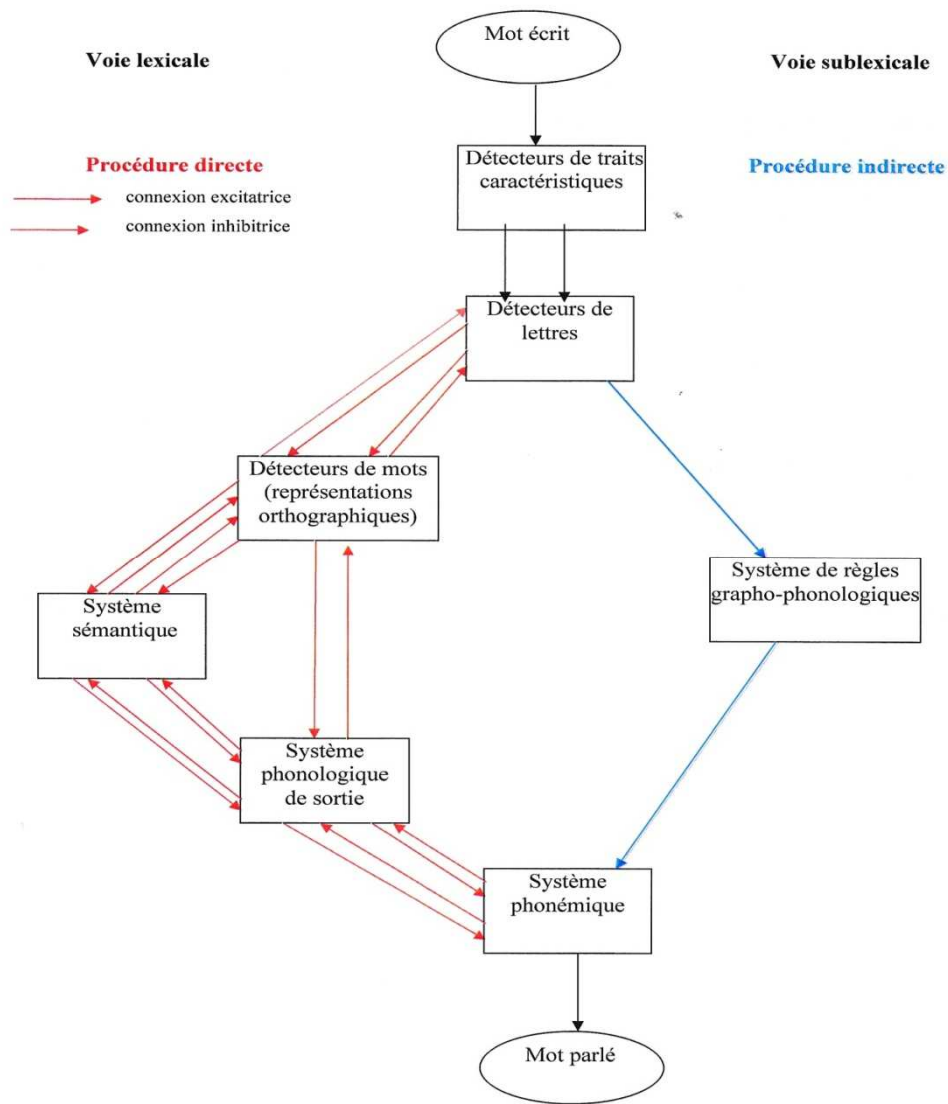 Mot écrit
Voie lexicale
Voie sublexicale
Procédure directe
connexion excitatrice
connexion inhibitrice
Procédure indirecte
Détecteurs de traits
caractéristiques
Détecteurs de
lettres
Détecteurs de mots
(représentations
orthographiques)
Système de règles
grapho-phonologiques
Système
sémantique
Système
phonologique
de sortie
Système
phonémique
Mot parlé